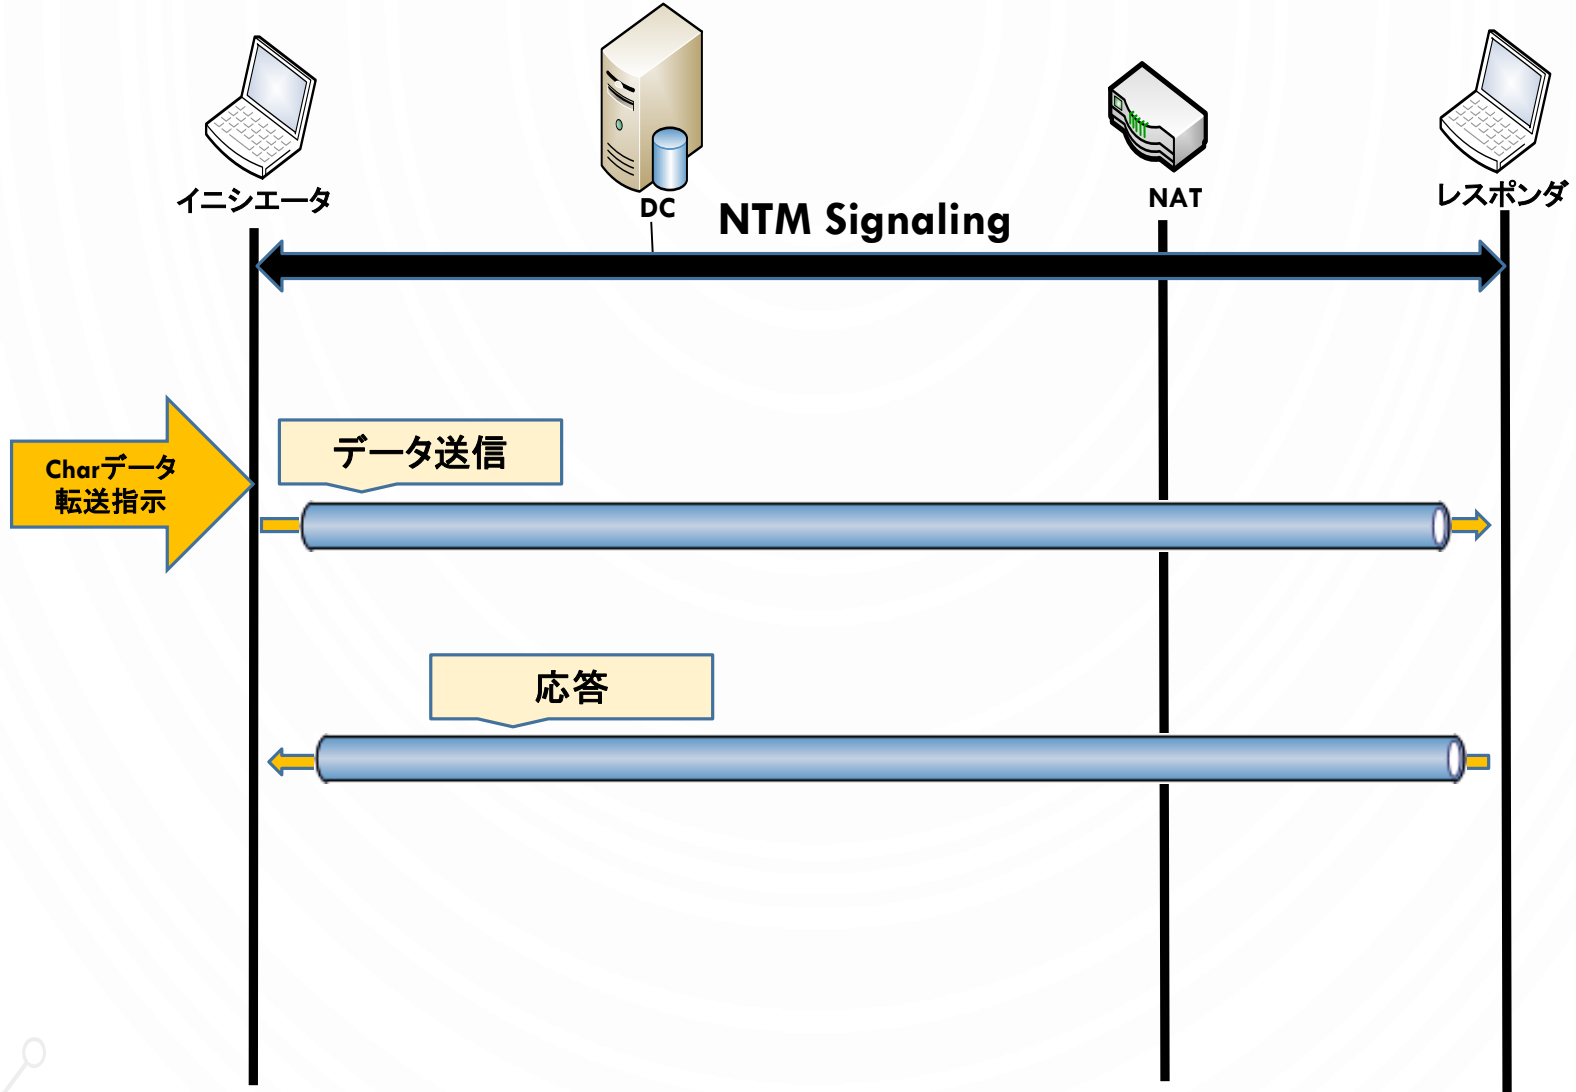 イニシエータ
DC
NAT
レスポンダ
NTM Signaling
Charデータ
転送指示
データ送信
応答